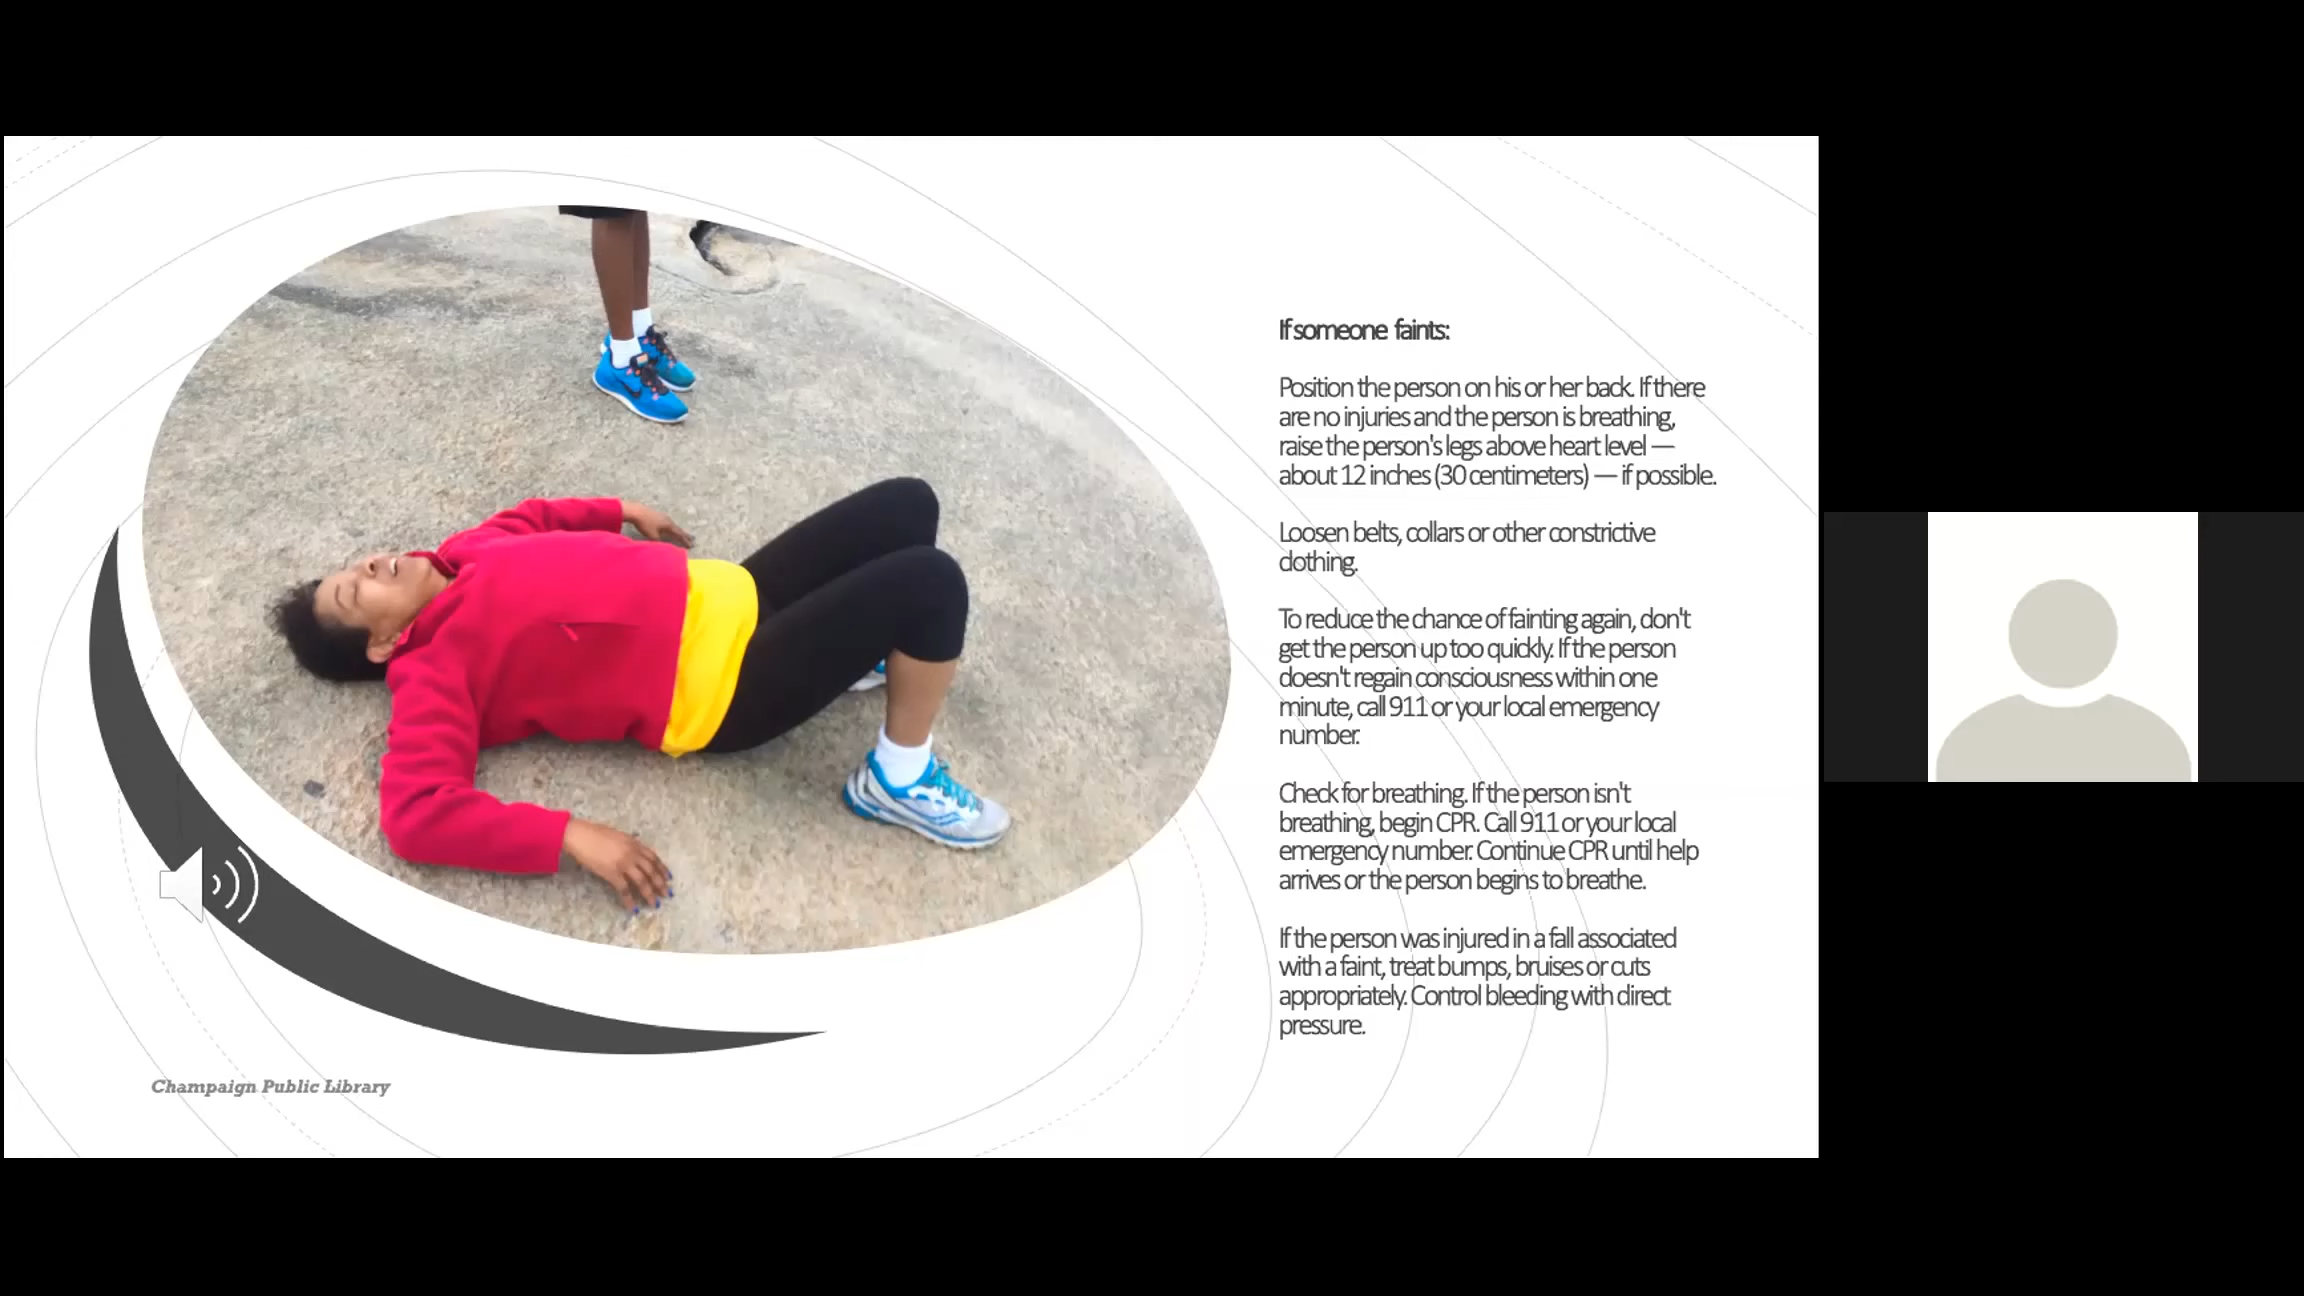 If someone faints:
Position the person on his or her back. If there
are no injuries and the person is breathing,
raise the person's legs above heart level —
about 12 inches (30 centimeters) — if possible.
Loosen belts, collars or other constrictive
clothing.
To reduce the chance of fainting again, don't
get the person up too quickly. If the person
doesn't regain consciousness within one
minute, call 911 or your local emergency
number.
Check for breathing. If the person isn't
breathing, begin CPR. Call 911 or your local
emergency number. Continue CPR until help
arrives or the person begins to breathe.
If the person was injured in a fall associated
with a faint, treat bumps, bruises or cuts
appropriately. Control bleeding with direct
pressure.
Champaign Public Library